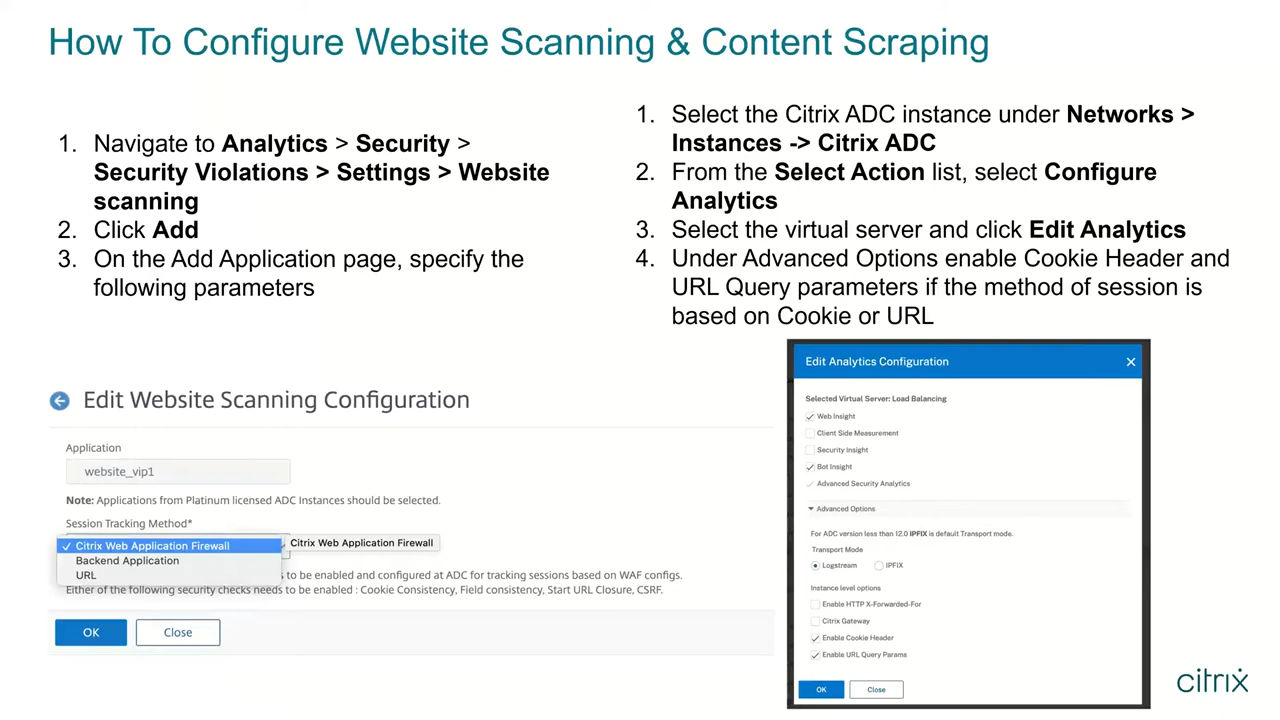 How To Configure Website Scanning & Content Scraping
1. Navigate to Analytics > Security >
Security Violations > Settings > Website
scanning
2. Click Add
3. On the Add Application page, specify the
following parameters
1. Select the Citrix ADC instance under Networks >
Instances -> Citrix ADC
2. From the Select Action list, select Configure
Analytics
3. Select the virtual server and click Edit Analytics
4. Under Advanced Options enable Cookie Header and
URL Query parameters if the method of session is
based on Cookie or URL
Edit Website Scanning Configuration
Application
website_vip1
Note: Applications from Platinum licensed ADC Instances should be selected.
Session Tracking Method*
Citrix Web Application Firewall
Citrix Web Application Firewall
Backend Application
URL
s to be enabled and configured at ADC for tracking sessions based on WAF configs.
Either of the following security checks needs to be enabled : Cookie Consistency, Field consistency, Start URL Closure, CSRF.
OK Close
Edit Analytics Configuration
Selected Virtual Server: Load Balancing
Web Insight
Client Side Measurement
Security Insight
Bot Insight
Advanced Security Analytics
Advanced Options
For ADC version less than 12.0 IPFIX is default Transport mode.
Transport Mode
Logstream IPFIX
Instance level options
Enable HTTP X-Forwarded-For
Citrix Gateway
Enable Cookie Header
Enable URL Query Params
OK Close
citrix